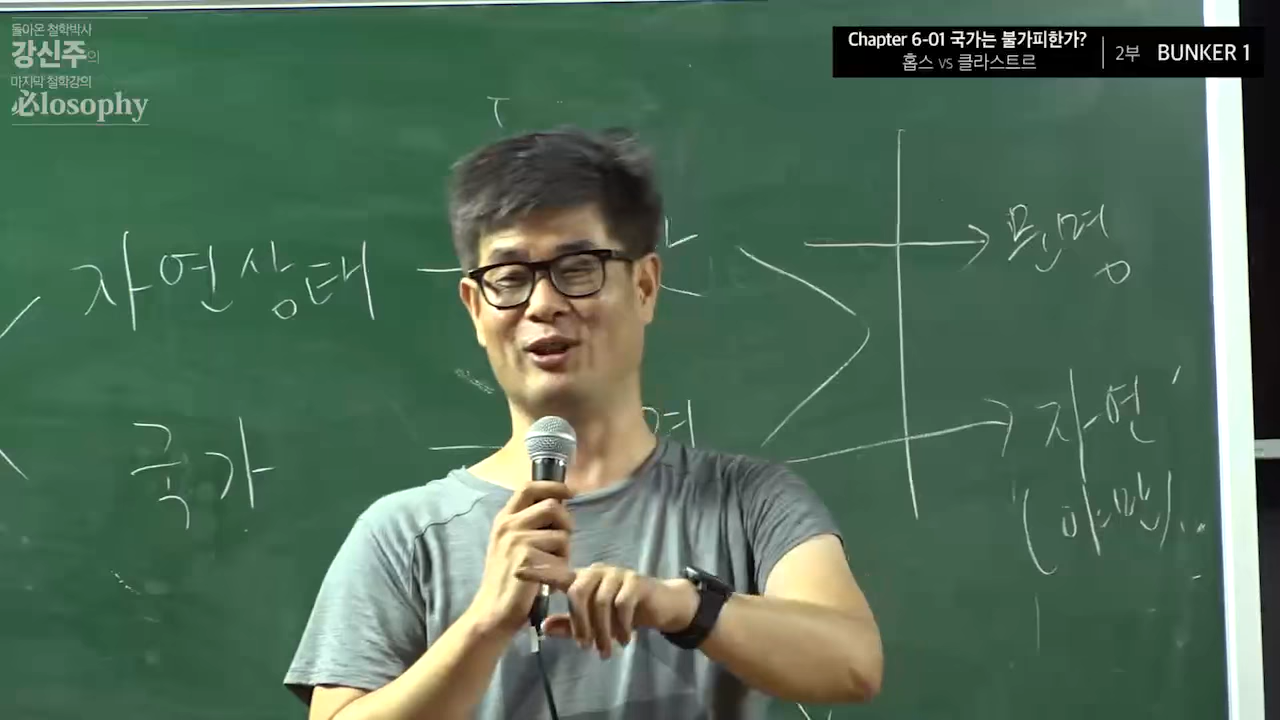 돌아온 철학박사
강신주의
마지막 철학강의
必losophy
Chapter 6-01 국가는 불가피한가?
홉스 vs 클라스트르
2부
BUNKER 1
자연상태
문명
국가
자연
(야만)